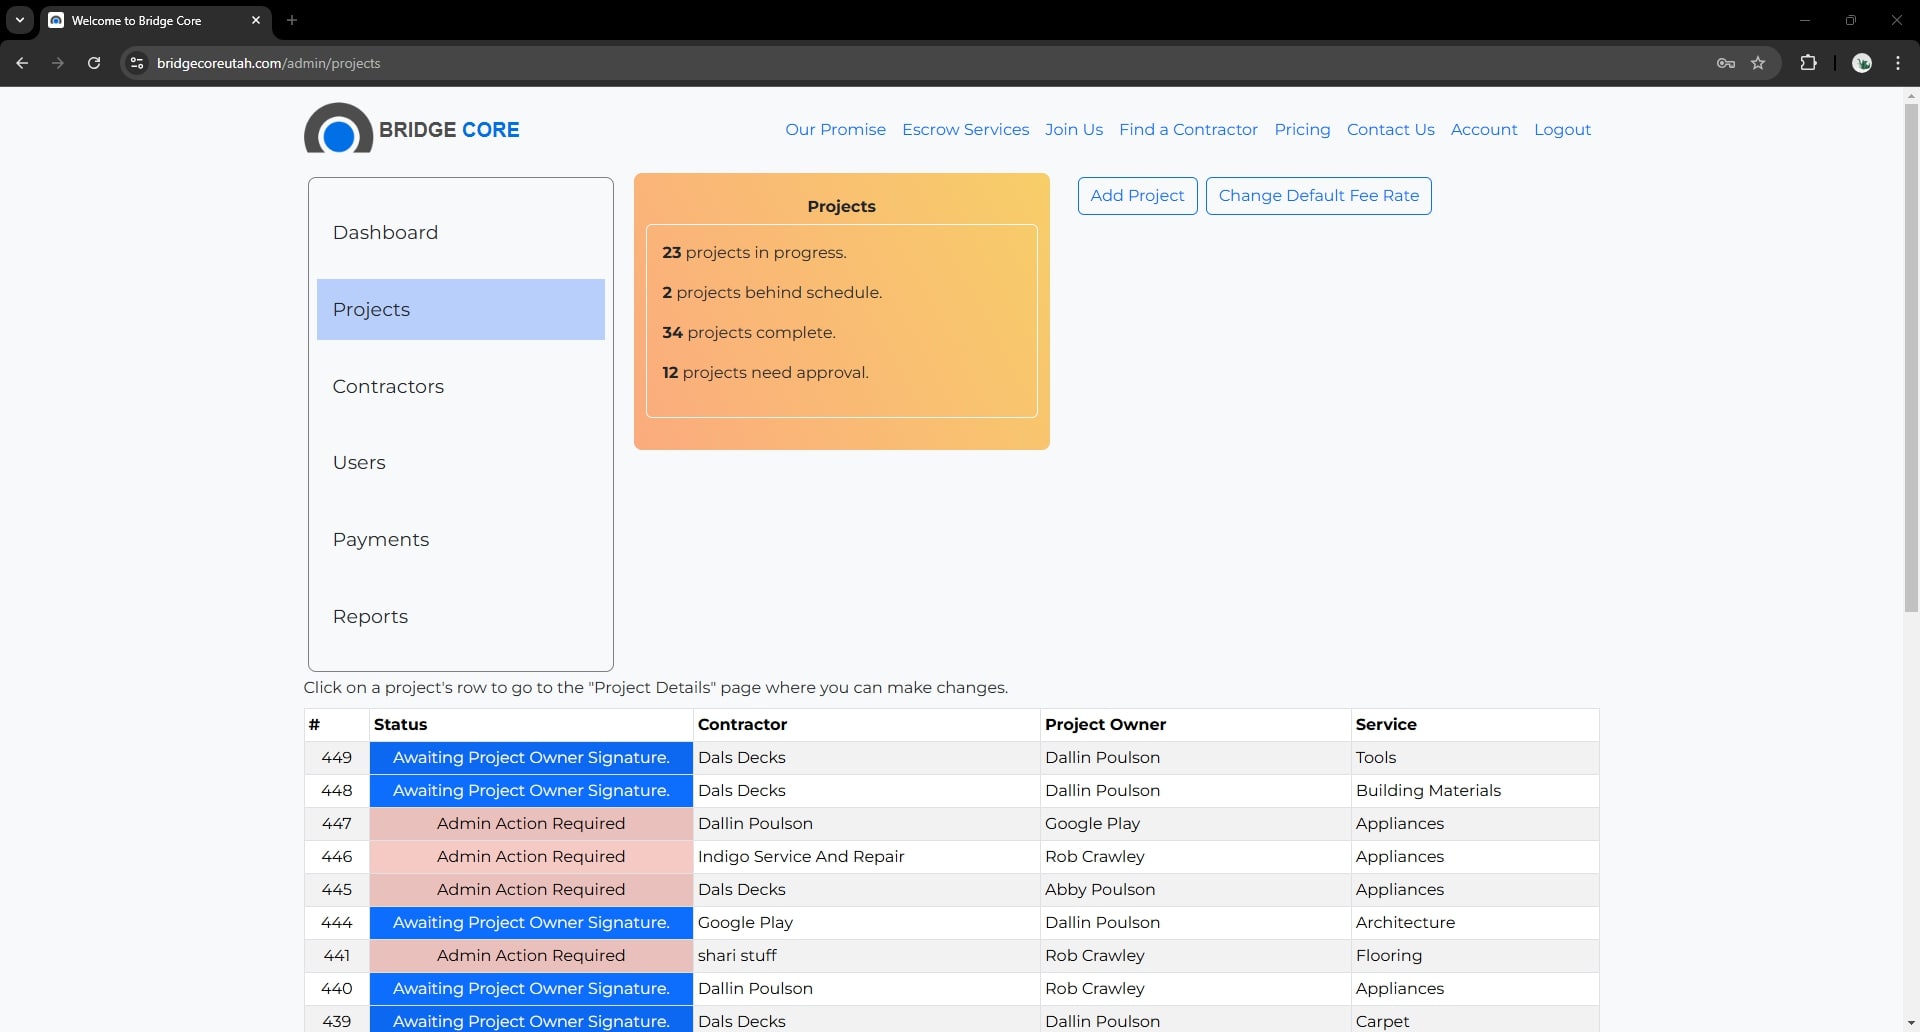 Welcome to Bridge Core
bridgecoreutah.com/admin/projects
BRIDGE CORE
Our Promise Escrow Services Join Us Find a Contractor Pricing Contact Us Account Logout
Dashboard
Projects
Contractors
Users
Payments
Reports
Projects
23 projects in progress.
2 projects behind schedule.
34 projects complete.
12 projects need approval.
Add Project Change Default Fee Rate
Click on a project's row to go to the "Project Details" page where you can make changes.
# Status Contractor Project Owner Service
449 Awaiting Project Owner Signature. Dals Decks Dallin Poulson Tools
448 Awaiting Project Owner Signature. Dals Decks Dallin Poulson Building Materials
447 Admin Action Required Dallin Poulson Google Play Appliances
446 Admin Action Required Indigo Service And Repair Rob Crawley Appliances
445 Admin Action Required Dals Decks Abby Poulson Appliances
444 Awaiting Project Owner Signature. Google Play Dallin Poulson Architecture
441 Admin Action Required shari stuff Rob Crawley Flooring
440 Awaiting Project Owner Signature. Dallin Poulson Rob Crawley Appliances
439 Awaiting Project Owner Signature. Dals Decks Dallin Poulson Carpet